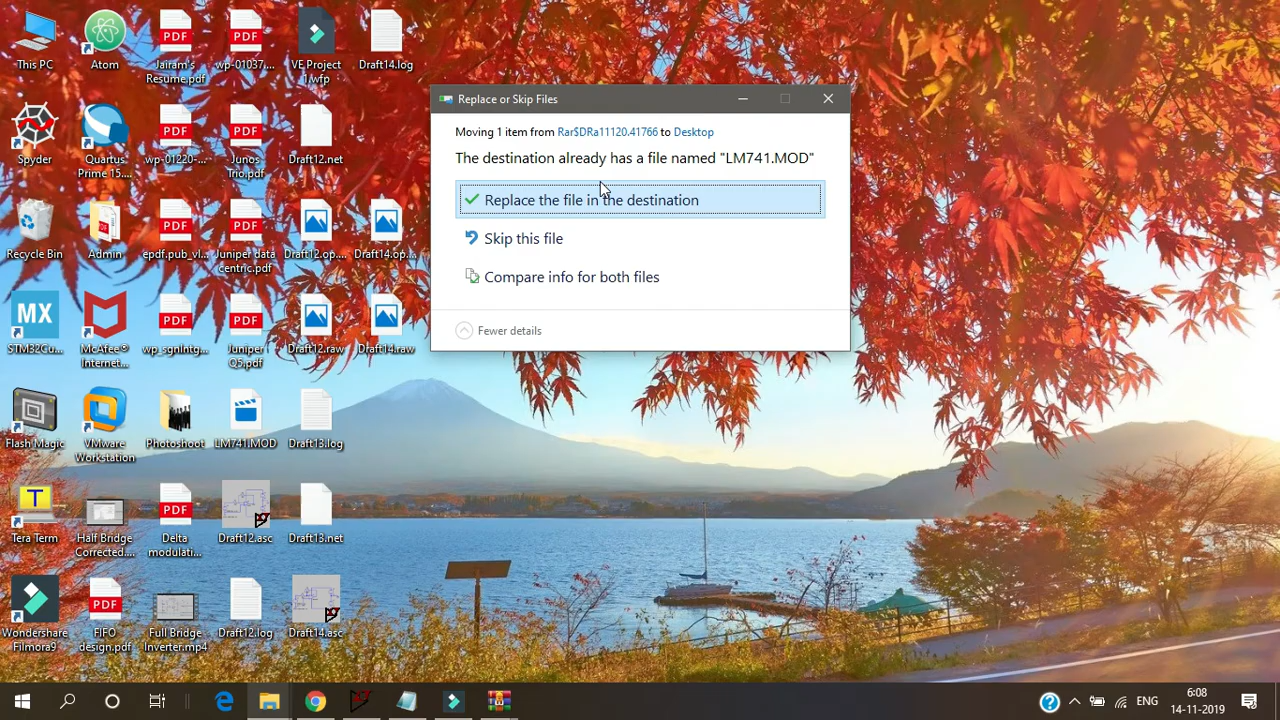 This PC
Atom
Jairam's
Resume.pdf
wp-01037,...
VE Project
1.wfp
Draft14.log
Spyder
Quartus
Prime 15....
wp-01220-...
Junos
Trio.pdf
Draft12.net
Recycle Bin
Admin
epdf.pub_vl...
Juniper data
centric.pdf
Draft12.op....
Draft14.op....
MX
STM32Cu...
McAfee®
Internet...
wp_sgnlntg...
Juniper
Q5.pdf
Draft12.raw
Draft14.raw
Flash Magic
VMware
Workstation
Photoshoot
LM741.MOD
Draft13.log
T
Tera Term
Half Bridge
Corrected....
Delta
modulati...
Draft12.asc
Draft13.net
Wondershare
Filmora9
FIFO
design.pdf
Full Bridge
Inverter.mp4
Draft12.log
Draft14.asc
PDF
PDF
PDF
PDF
PDF
PDF
PDF
PDF
PDF
PDF
Replace or Skip Files
Moving 1 item from Rar$DRa11120.41766 to Desktop
The destination already has a file named "LM741.MOD"
Replace the file in the destination
Skip this file
Compare info for both files
Fewer details
ENG
6:08
14-11-2019